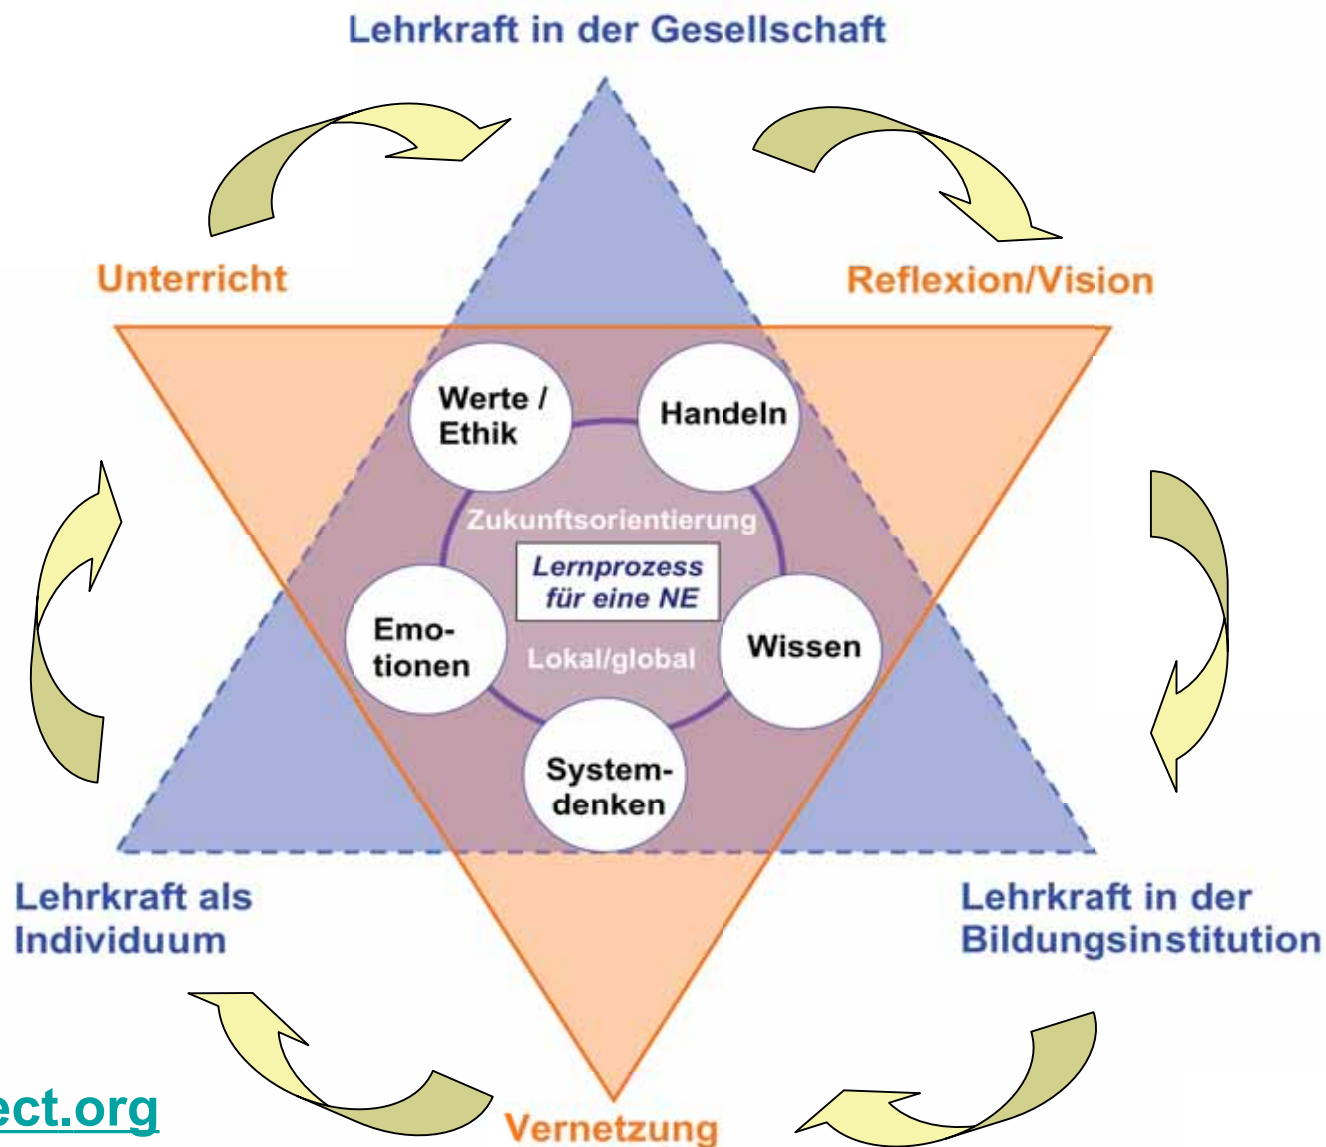 Lehrkraft in der Gesellschaft
Unterricht
Reflexion/Vision
Werte /
Ethik
Handeln
Zukunftsorientierung
Lernprozess
für eine NE
Emo-
tionen
Lokal/global
Wissen
System-
denken
Lehrkraft als
Individuum
Lehrkraft in der
Bildungsinstitution
ect.org
Vernetzung